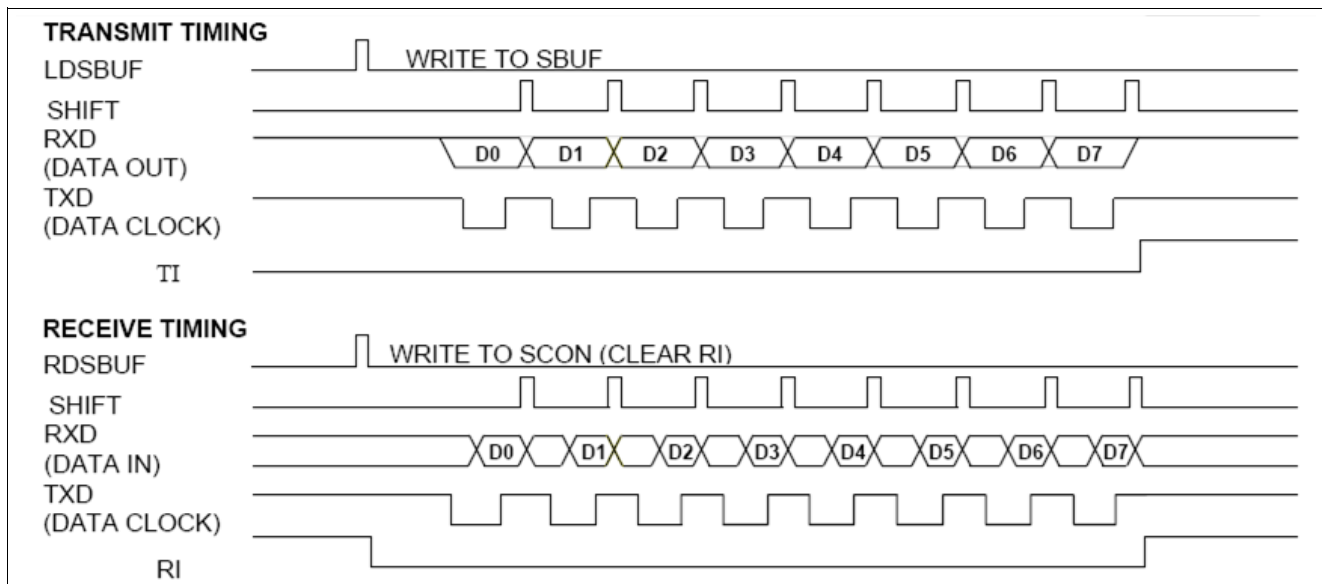 TRANSMIT TIMING
LDSBUF
WRITE TO SBUF
SHIFT
RXD
(DATA OUT)
D0 D1 D2 D3 D4 D5 D6 D7
TXD
(DATA CLOCK)
TI
RECEIVE TIMING
RDSBUF
WRITE TO SCON (CLEAR RI)
SHIFT
RXD
(DATA IN)
D0 D1 D2 D3 D4 D5 D6 D7
TXD
(DATA CLOCK)
RI